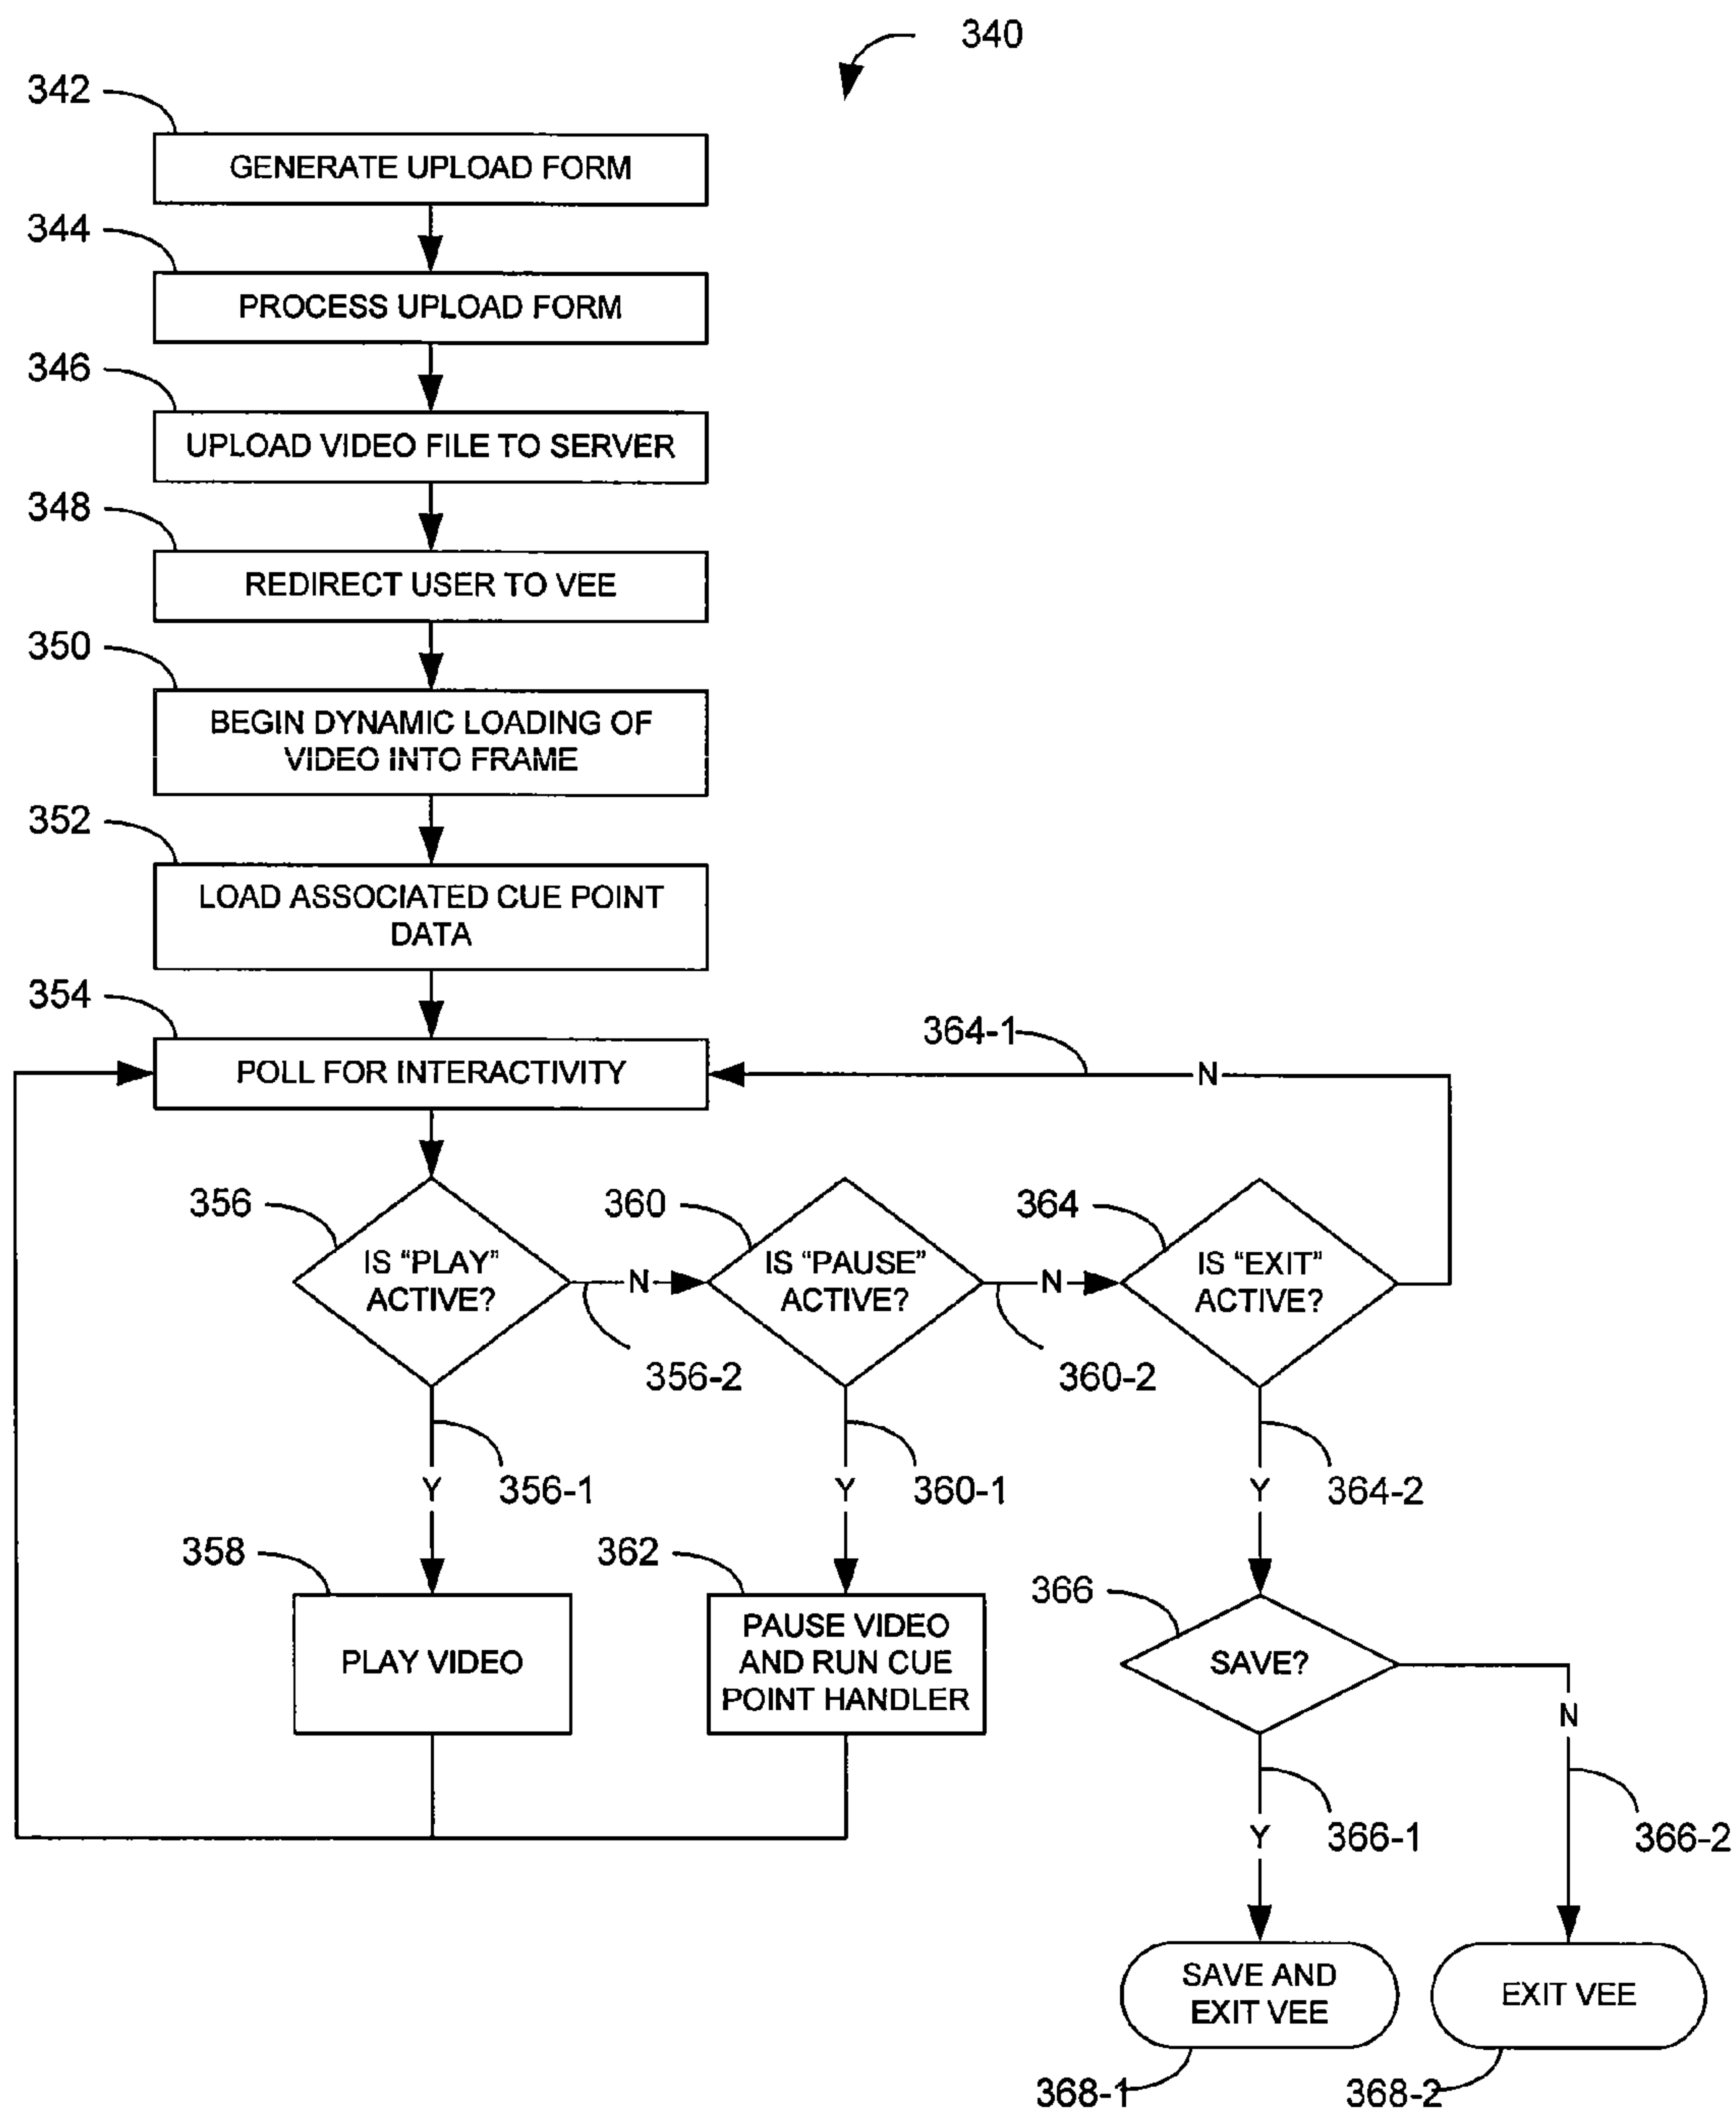 340
342
GENERATE UPLOAD FORM
344
PROCESS UPLOAD FORM
346
UPLOAD VIDEO FILE TO SERVER
348
REDIRECT USER TO VEE
350
BEGIN DYNAMIC LOADING OF
VIDEO INTO FRAME
352
LOAD ASSOCIATED CUE POINT
DATA
354
POLL FOR INTERACTIVITY
364-1
N
356
IS “PLAY”
ACTIVE?
N
356-2
360
IS “PAUSE”
ACTIVE?
N
360-2
364
IS “EXIT”
ACTIVE?
Y
356-1
Y
360-1
Y
364-2
358
PLAY VIDEO
362
PAUSE VIDEO
AND RUN CUE
POINT HANDLER
366
SAVE?
N
366-2
Y
366-1
SAVE AND
EXIT VEE
368-1
EXIT VEE
368-2